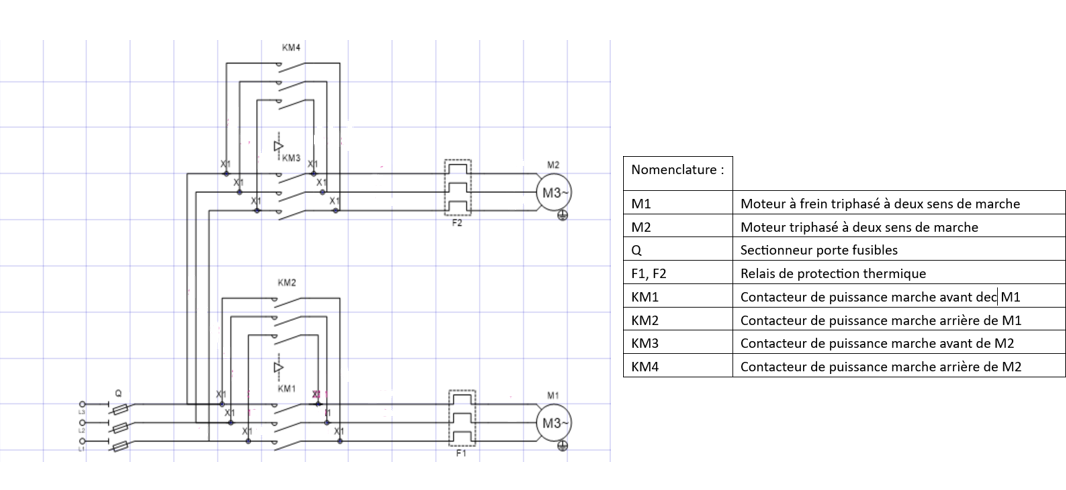 KM4
KM3
X1
X1
X1
X1
X1
X1
M2
M3~
F2
KM2
KM1
Q
X1
X1
X1
X1
X1
M1
M3~
F1
Nomenclature :
M1 Moteur à frein triphasé à deux sens de marche
M2 Moteur triphasé à deux sens de marche
Q Sectionneur porte fusibles
F1, F2 Relais de protection thermique
KM1 Contacteur de puissance marche avant dec M1
KM2 Contacteur de puissance marche arrière de M1
KM3 Contacteur de puissance marche avant de M2
KM4 Contacteur de puissance marche arrière de M2